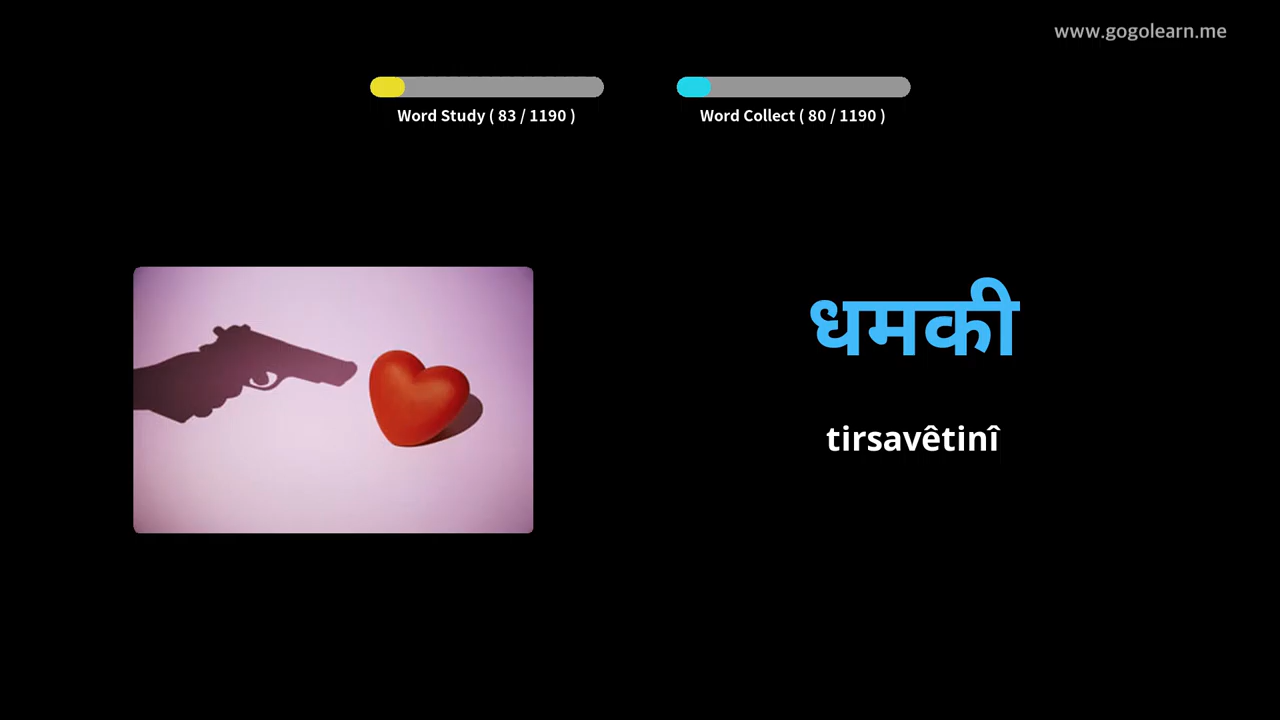 www.gogolearn.me
Word Study ( 83 / 1190 )
Word Collect ( 80 / 1190 )
धमकी
tirsavêtinî